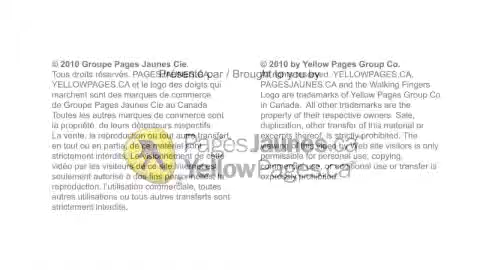 © 2010 Groupe Pages Jaunes Cie.
Tous droits réservés. PAGESJAUNES.CA,
YELLOWPAGES.CA et le logo des doigts qui
marchent sont des marques de commerce
de Groupe Pages Jaunes Cie au Canada
Toutes les autres marques de commerce sont
la propriété de leurs détenteurs respectifs.
La vente, la reproduction ou tout autre transfert,
en tout ou en partie, de ce matériel sont
strictement interdites. Le visionnement de cette
vidéo par les visiteurs de ce site Internet est
seulement autorisé à des fins personnelles; la
reproduction, l'utilisation commerciale, toutes
autres utilisations ou tous autres transferts sont
strictement interdits.
Présenté par / Brought to you by
© 2010 by Yellow Pages Group Co.
All rights reserved. YELLOWPAGES.CA,
PAGESJAUNES.CA and the Walking Fingers
Logo are trademarks of Yellow Pages Group Co
in Canada. All other trademarks are the
property of their respective owners. Sale,
duplication, other transfer of this material or
excerpts thereof, is strictly prohibited. The
viewing of this video by Web site visitors is only
permissible for personal use; copying,
commercial use, or additional use or transfer is
expressly prohibited.
PagesJaunes.ca
YellowPages.ca